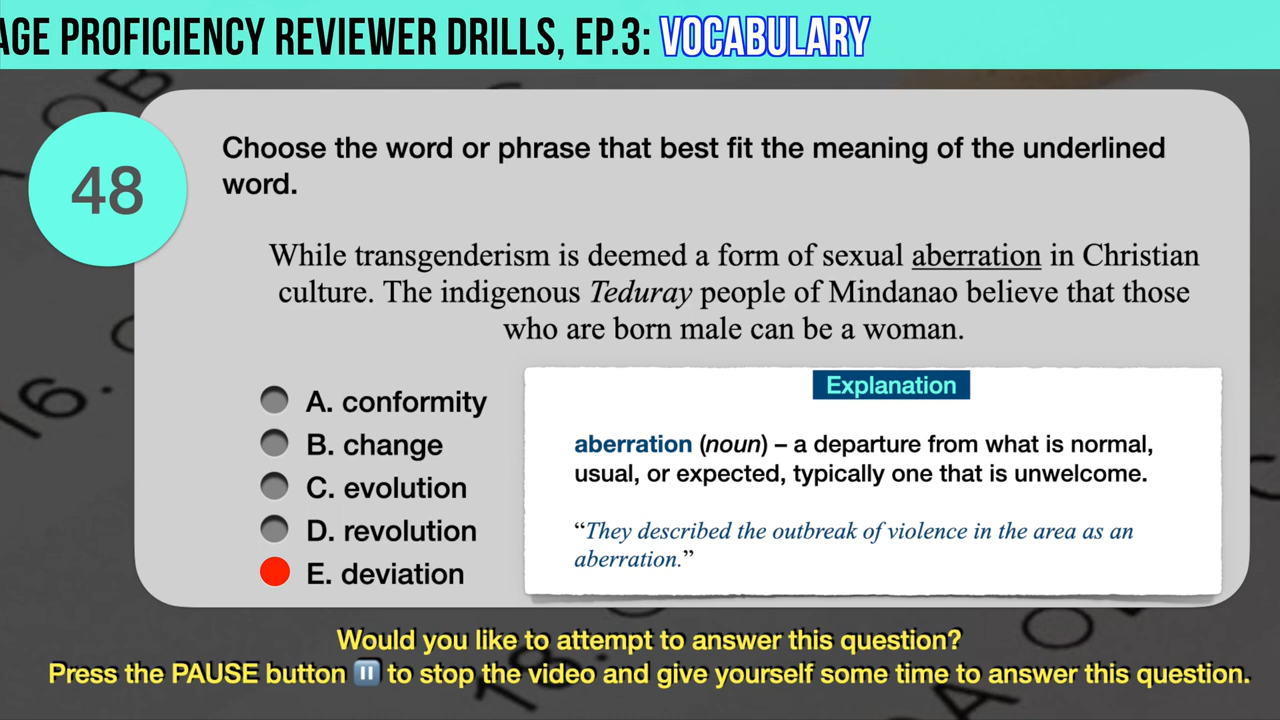 AGE PROFICIENCY REVIEWER DRILLS, EP.3: VOCABULARY
48
Choose the word or phrase that best fit the meaning of the underlined
word.
While transgenderism is deemed a form of sexual aberration in Christian
culture. The indigenous Teduray people of Mindanao believe that those
who are born male can be a woman.
A. conformity
B. change
C. evolution
D. revolution
E. deviation
Explanation
aberration (noun) – a departure from what is normal,
usual, or expected, typically one that is unwelcome.
“They described the outbreak of violence in the area as an
aberration.”
Would you like to attempt to answer this question?
Press the PAUSE button ⏸️ to stop the video and give yourself some time to answer this question.
16.
18.